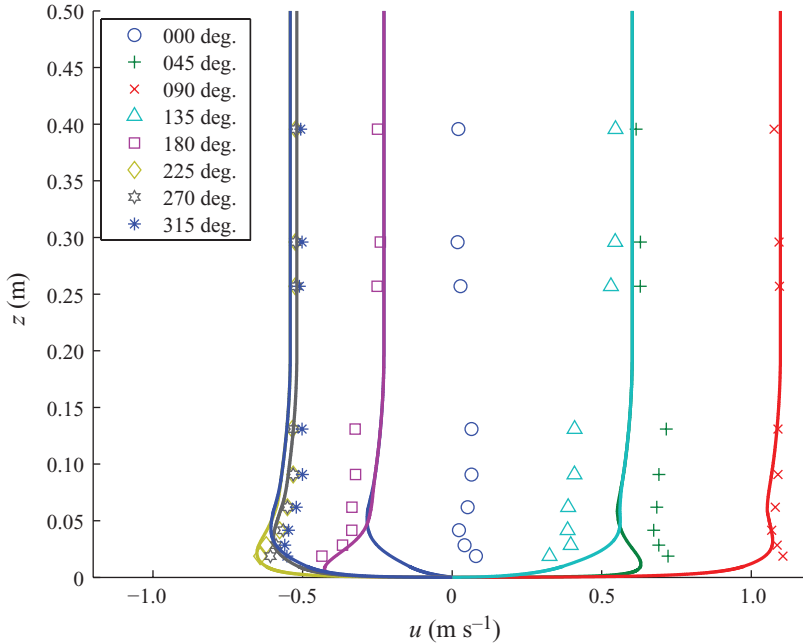 0.50
0.45
0.40
0.35
0.30
0.25
0.20
0.15
0.10
0.05
0
z (m)
000 deg.
045 deg.
090 deg.
135 deg.
180 deg.
225 deg.
270 deg.
315 deg.
−1.0 −0.5 0 0.5 1.0
u (m s⁻¹)